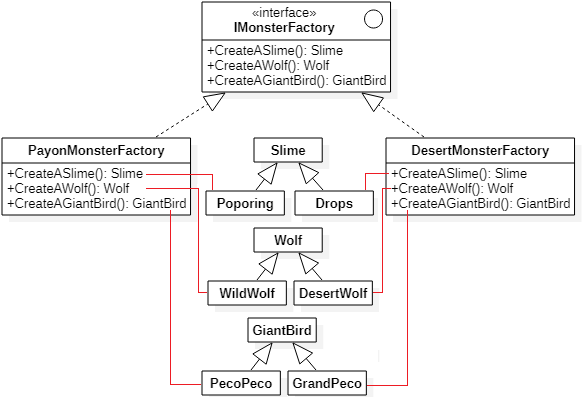 «interface»
IMonsterFactory
+CreateASlime(): Slime
+CreateAWolf(): Wolf
+CreateAGiantBird(): GiantBird
PayonMonsterFactory
+CreateASlime(): Slime
+CreateAWolf(): Wolf
+CreateAGiantBird(): GiantBird
Slime
Poporing
Drops
DesertMonsterFactory
+CreateASlime(): Slime
+CreateAWolf(): Wolf
+CreateAGiantBird(): GiantBird
Wolf
WildWolf
DesertWolf
GiantBird
PecoPeco
GrandPeco